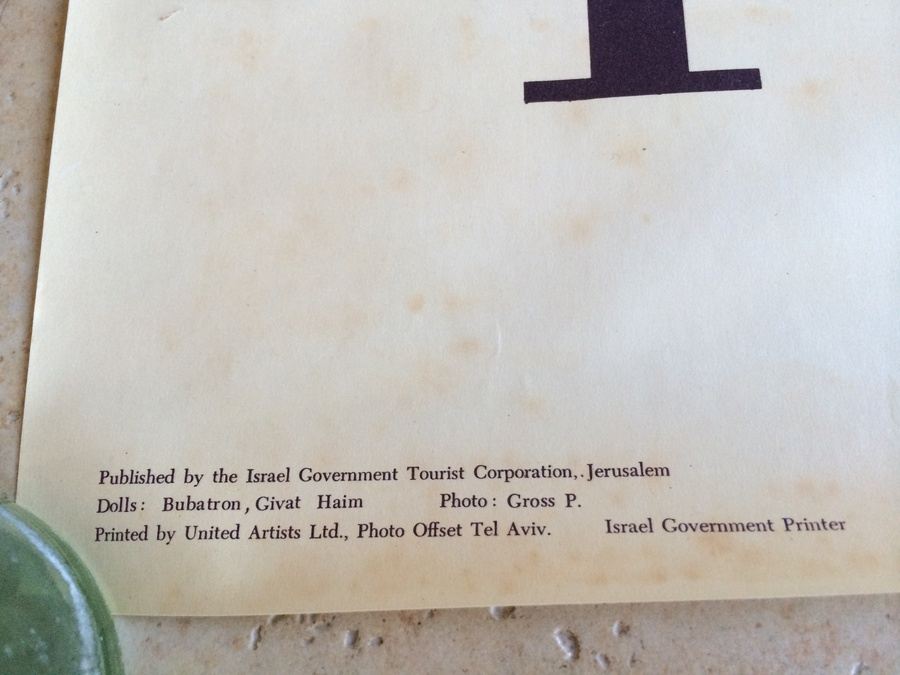 Published by the Israel Government Tourist Corporation,.Jerusalem
Dolls: Bubatron, Givat Haim Photo: Gross P.
Printed by United Artists Ltd., Photo Offset Tel Aviv. Israel Government Printer